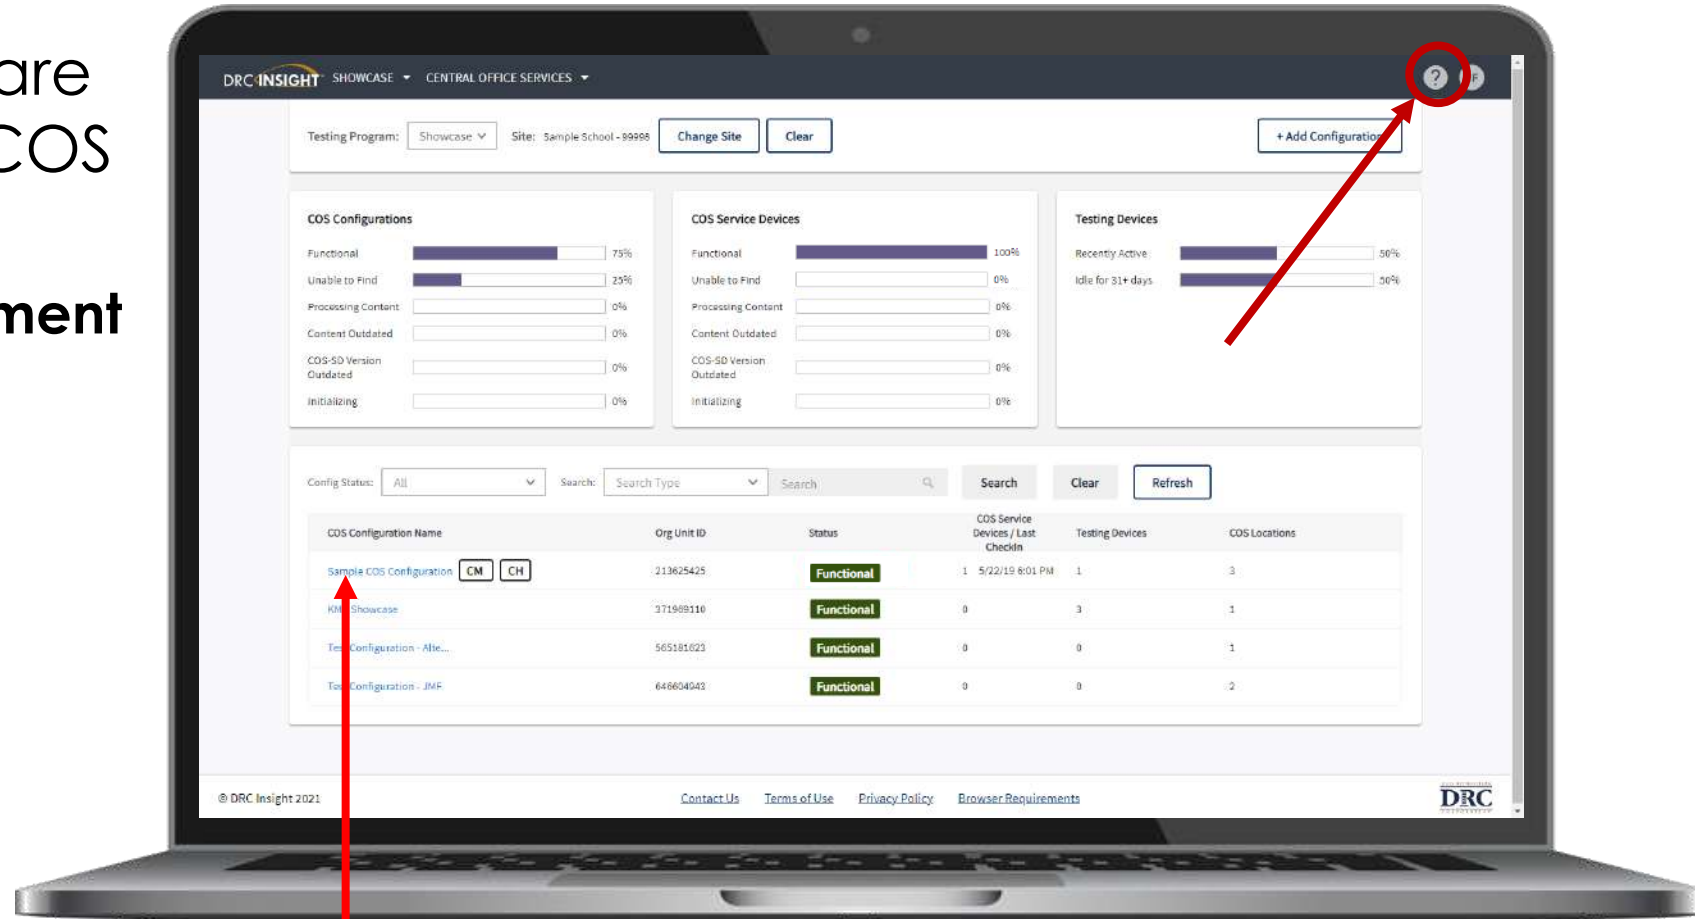 are
COS
ment
DRC INSIGHT SHOWCASE CENTRAL OFFICE SERVICES ?
Testing Program: Showcase Site: Sample School - 99998 Change Site Clear + Add Configuration
COS Configurations
Functional 75%
Unable to Find 25%
Processing Content 0%
Content Outdated 0%
COS-SD Version
Outdated 0%
Initializing 0%
COS Service Devices
Functional 100%
Unable to Find 0%
Processing Content 0%
Content Outdated 0%
COS-SD Version
Outdated 0%
Initializing 0%
Testing Devices
Recently Active 50%
Idle for 31+ days 50%
Config Status: All Search: Search Type Search Search Clear Refresh
COS Configuration Name Org Unit ID Status COS Service
Devices / Last
CheckIn Testing Devices COS Locations
Sample COS Configuration CM CH 213625425 Functional 1 5/22/19 6:01 PM 1 3
Showcase 371989110 Functional 0 3 1
Test Configuration - Alte... 565181623 Functional 0 0 1
Test Configuration - JMF 646604943 Functional 0 0 2
© DRC Insight 2021 Contact Us Terms of Use Privacy Policy Browser Requirements DRC